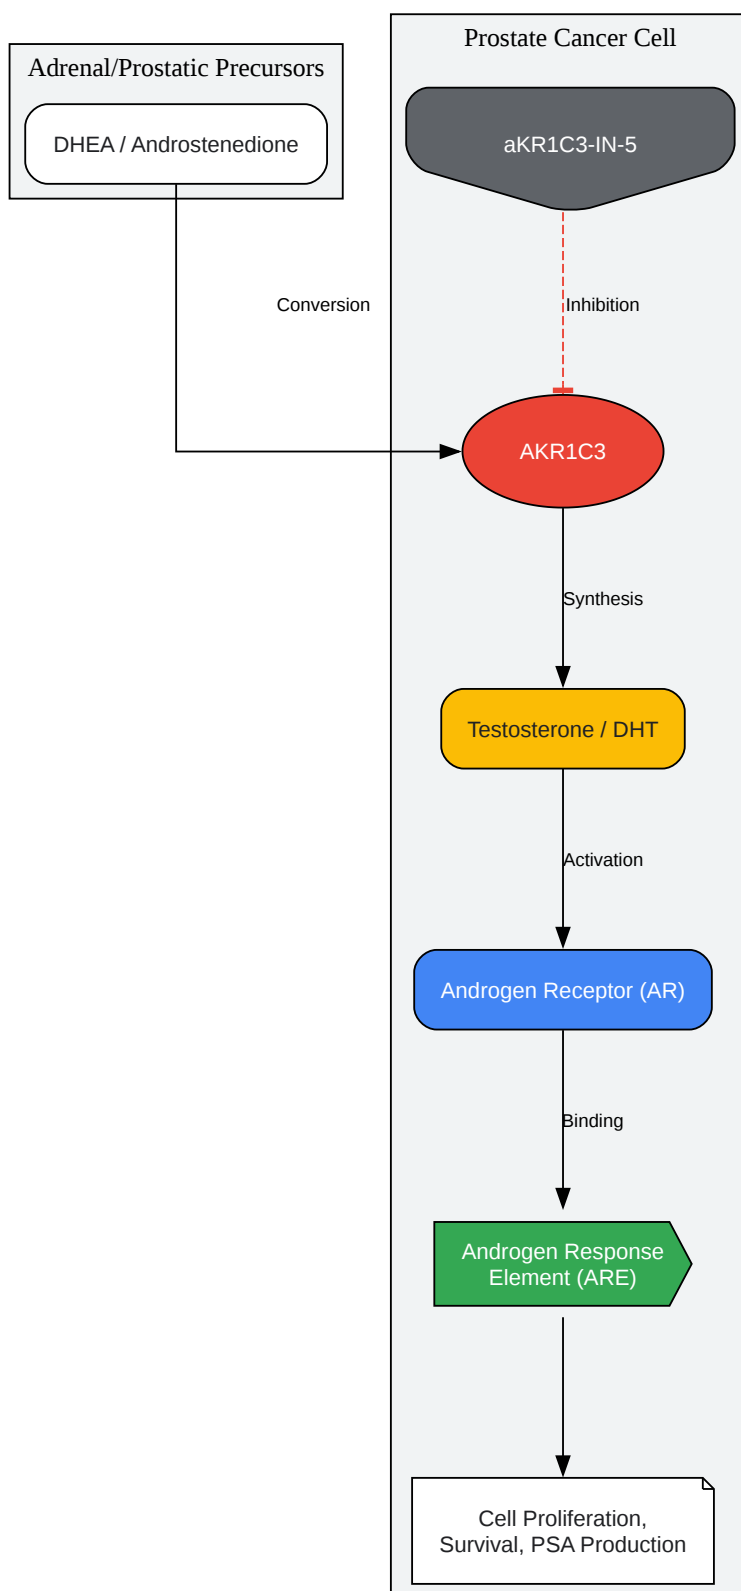 Prostate Cancer Cell
Adrenal/Prostatic Precursors
DHEA / Androstenedione
aKR1C3-IN-5
Conversion
Inhibition
AKR1C3
Synthesis
Testosterone / DHT
Activation
Androgen Receptor (AR)
Binding
Androgen Response
Element (ARE)
Cell Proliferation,
Survival, PSA Production